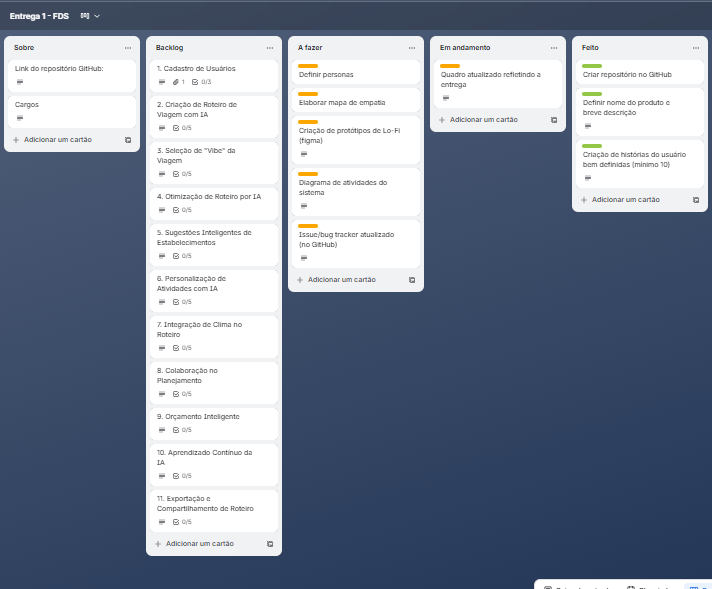 Entrega 1 - FDS
Sobre
Link do repositório GitHub:
Cargos
Adicionar um cartão
Backlog
1. Cadastro de Usuários
1 0/3
2. Criação de Roteiro de
Viagem com IA
0/5
3. Seleção de "Vibe" da
Viagem
0/5
4. Otimização de Roteiro por IA
0/5
5. Sugestões Inteligentes de
Estabelecimentos
0/5
6. Personalização de
Atividades com IA
0/5
7. Integração de Clima no
Roteiro
0/5
8. Colaboração no
Planejamento
0/5
9. Orçamento Inteligente
0/5
10. Aprendizado Contínuo da
IA
0/5
11. Exportação e
Compartilhamento de Roteiro
0/5
Adicionar um cartão
A fazer
Definir personas
Elaborar mapa de empatia
Criação de protótipos de Lo-Fi
(figma)
Diagrama de atividades do
sistema
Issue/bug tracker atualizado
(no GitHub)
Adicionar um cartão
Em andamento
Quadro atualizado refletindo a
entrega
Adicionar um cartão
Feito
Criar repositório no GitHub
Definir nome do produto e
breve descrição
Criação de histórias do usuário
bem definidas (mínimo 10)
Adicionar um cartão